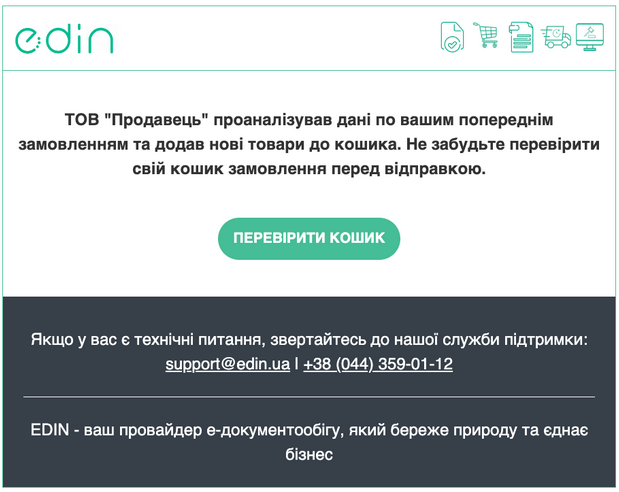 edin
ТОВ "Продавець" проаналізував дані по вашим попереднім
замовленням та додав нові товари до кошика. Не забудьте перевірити
свій кошик замовлення перед відправкою.
ПЕРЕВІРИТИ КОШИК
Якщо у вас є технічні питання, звертайтесь до нашої служби підтримки:
support@edin.ua | +38 (044) 359-01-12
EDIN - ваш провайдер е-документообігу, який береже природу та єднає
бізнес